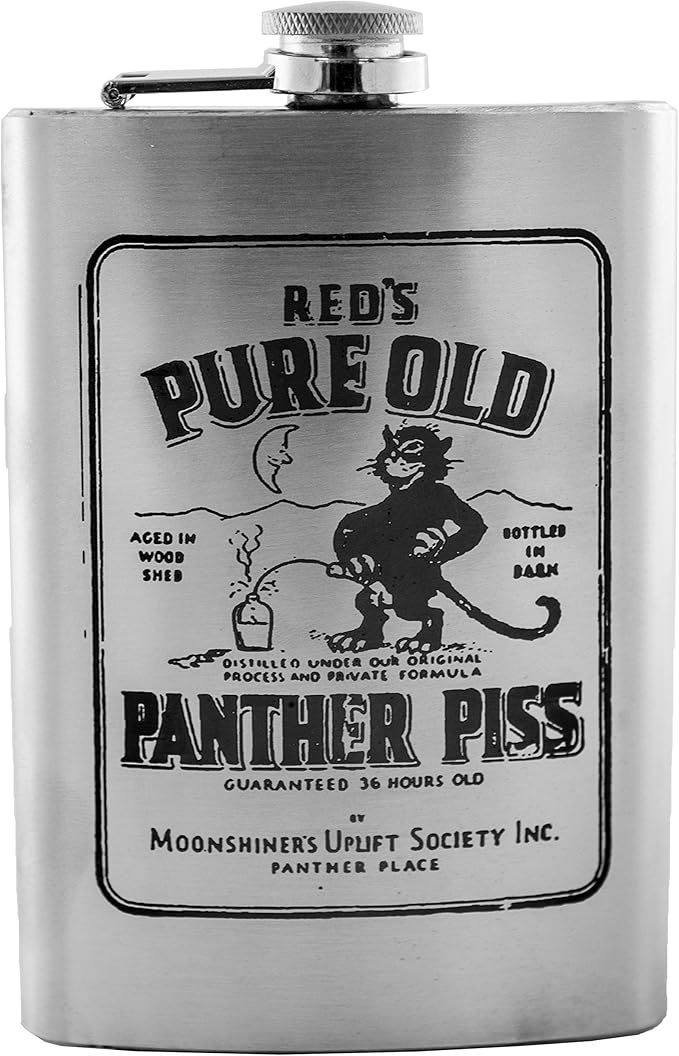 RED'S
PURE OLD
AGED IN
WOOD
SHED
BOTTLED
IN
BARN
DISTILLED UNDER OUR ORIGINAL
PROCESS AND PRIVATE FORMULA
PANTHER PISS
GUARANTEED 36 HOURS OLD
BY
MOONSHINER'S UPLIFT SOCIETY INC.
PANTHER PLACE